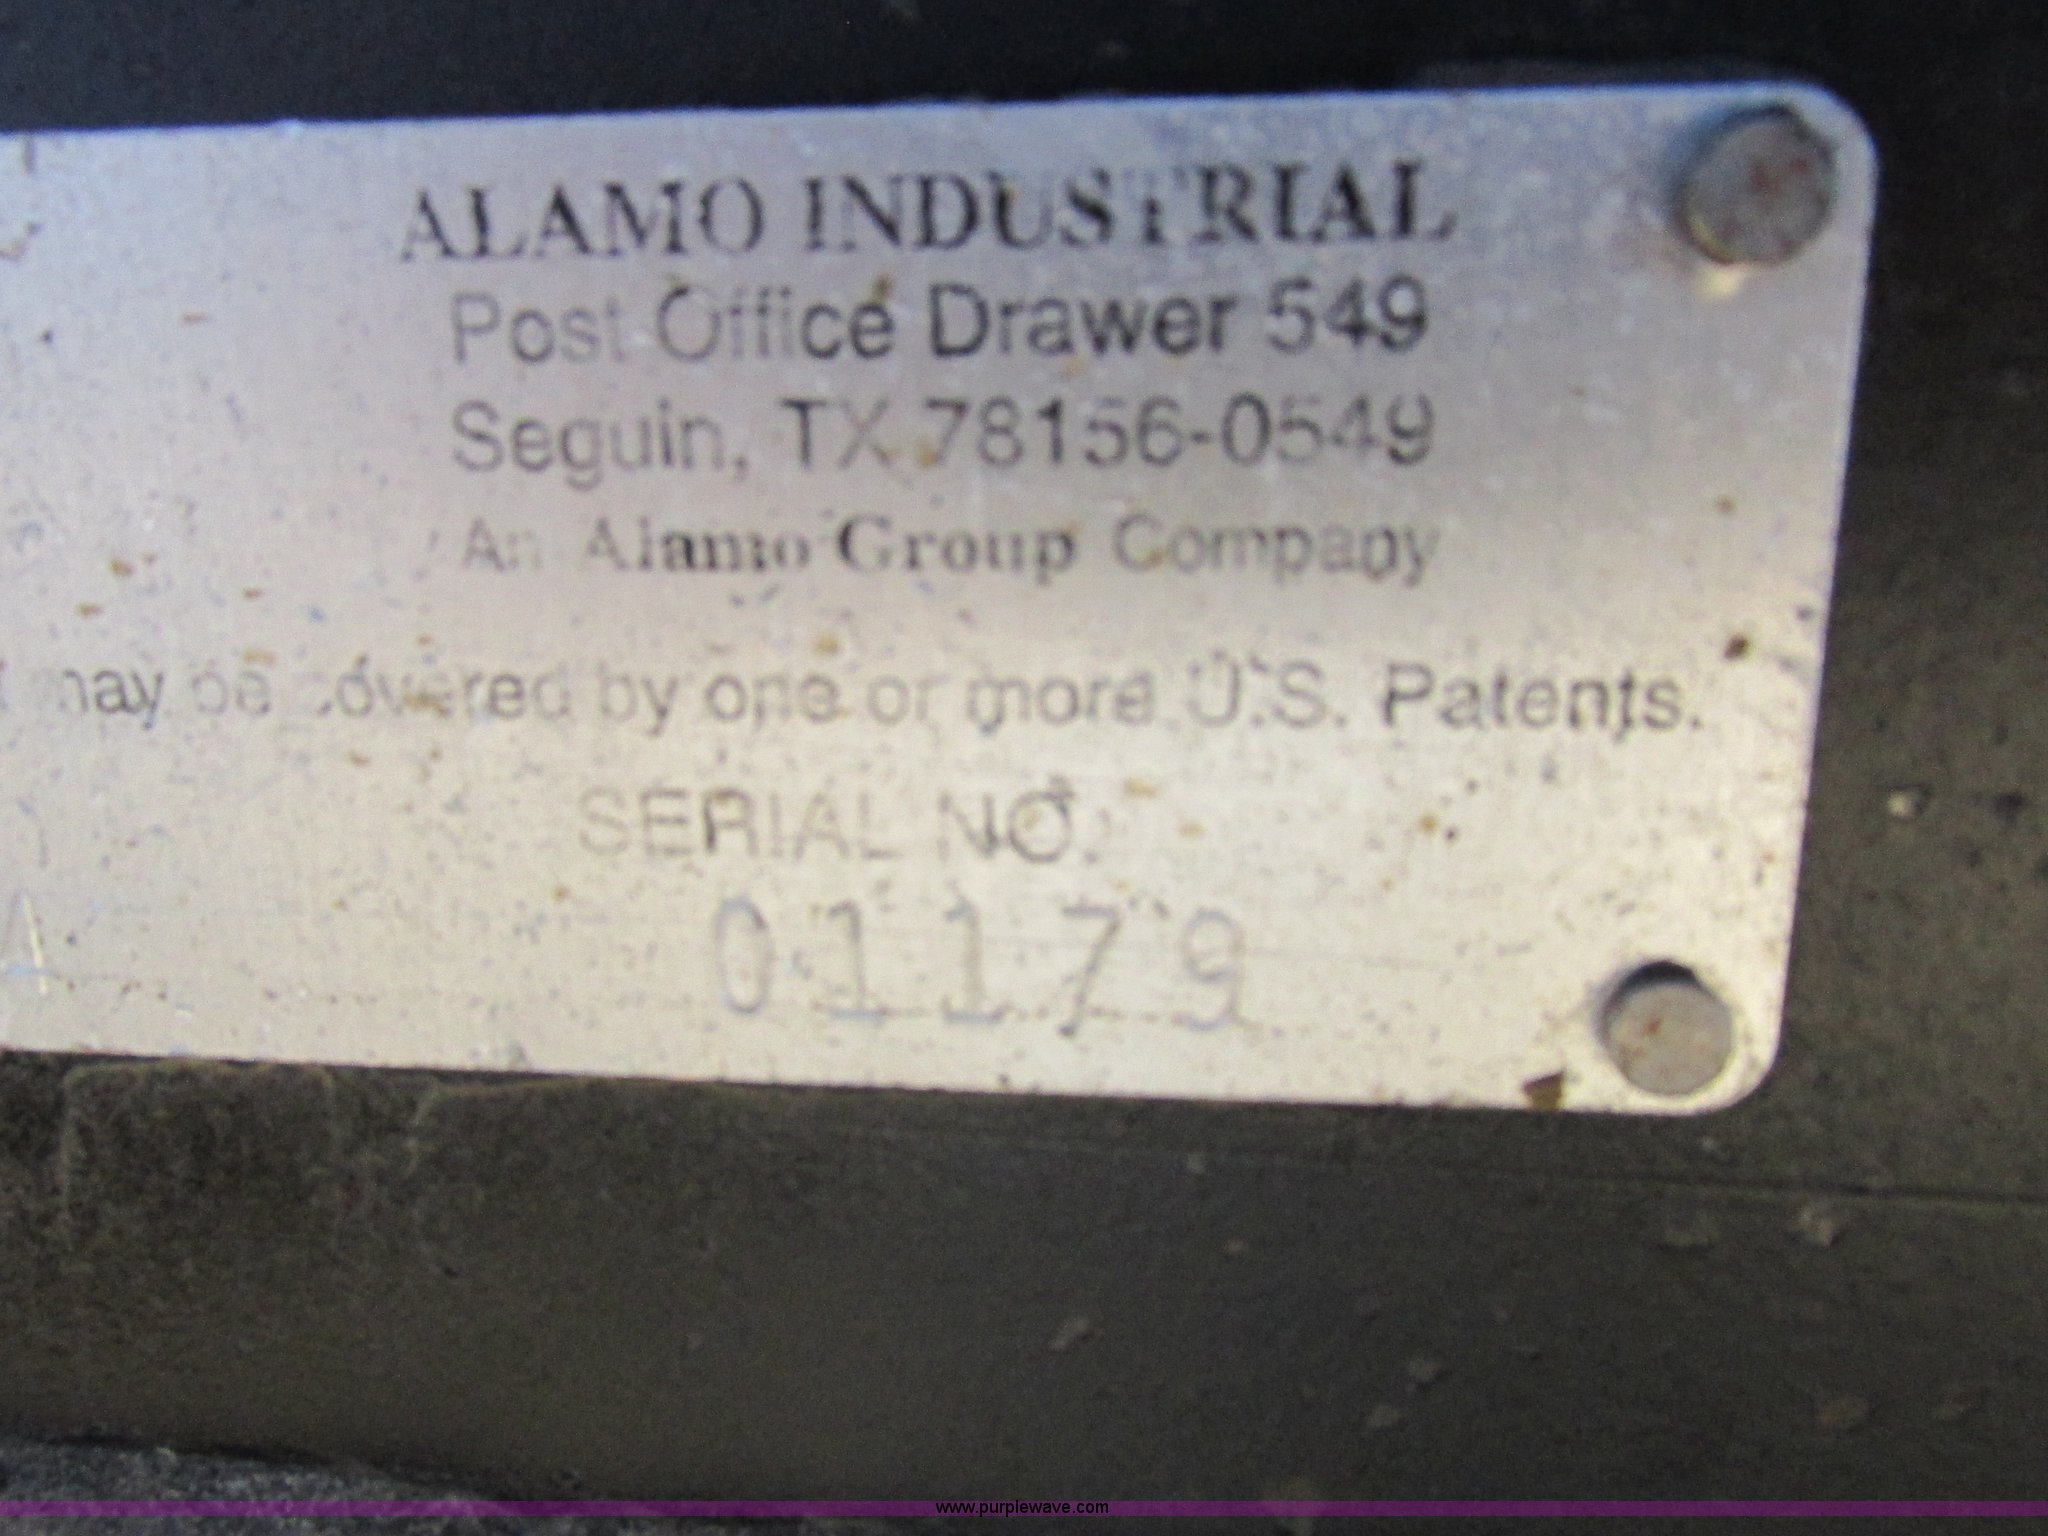 ALAMO INDUSTRIAL
Post Office Drawer 549
Seguin, TX 78156-0549
An Alamo Group Company
may be covered by one or more U.S. Patents.
SERIAL NO.
01179
www.purplewave.com